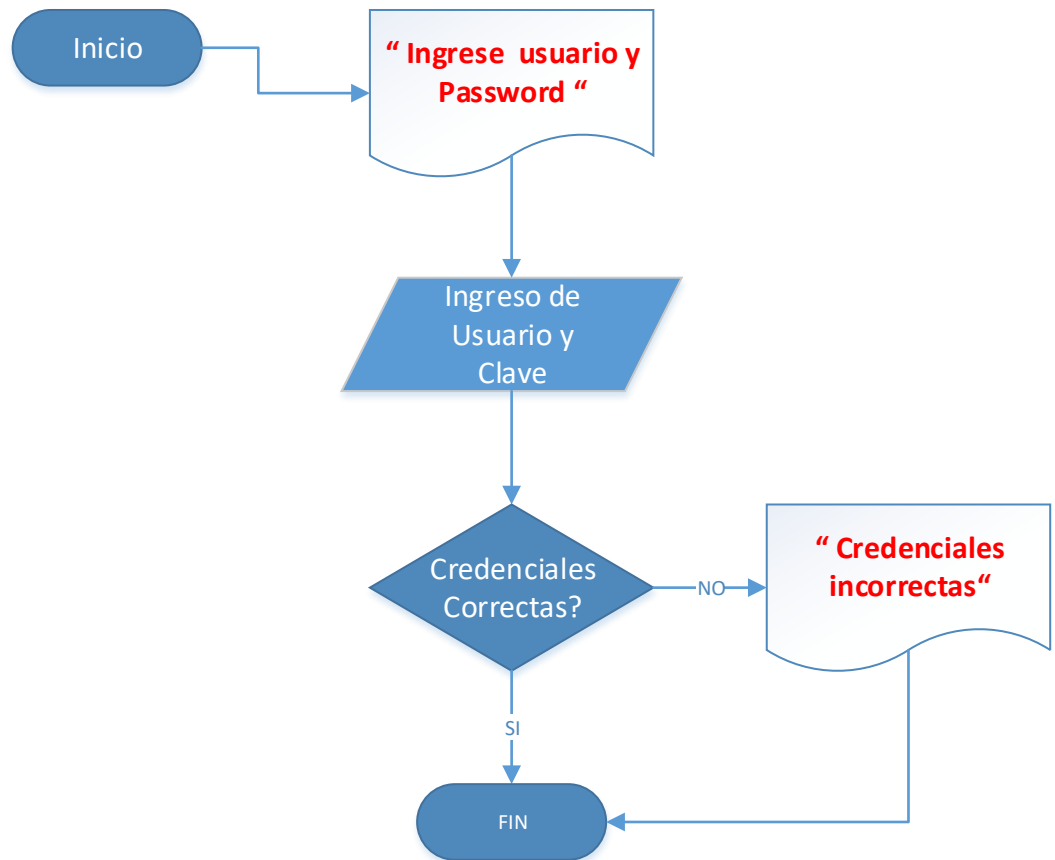 Inicio
“ Ingrese usuario y
Password “
Ingreso de
Usuario y
Clave
Credenciales
Correctas?
NO
“ Credenciales
incorrectas“
SI
FIN